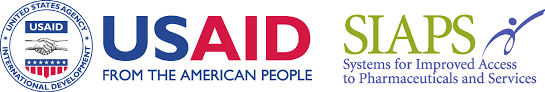 UNITED STATES AGENCY
USAID
INTERNATIONAL DEVELOPMENT
USAID
FROM THE AMERICAN PEOPLE
SIAPS
Systems for Improved Access
to Pharmaceuticals and Services